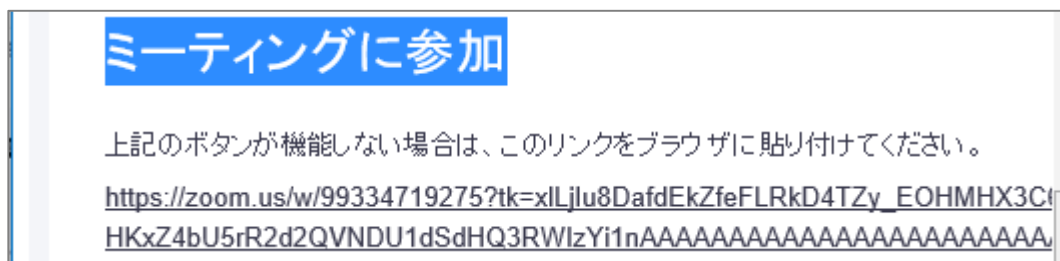 ミーティングに参加
上記のボタンが機能しない場合は、このリンクをブラウザに貼り付けてください。
https://zoom.us/w/99334719275?tk=xlLjlu8DafdEkZfeFLRkD4TZy_EOHMHX3C
HKxZ4bU5rR2d2QVNDU1dSdHQ3RWlzYi1nAAAAAAAAAAAAAAAAAAAAAAAA